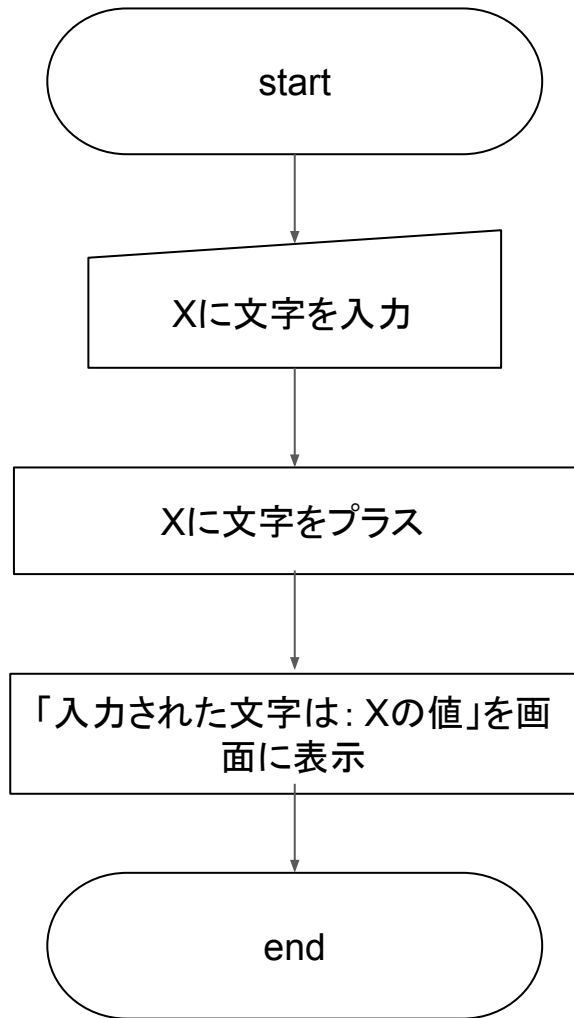 start
Xに文字を入力
Xに文字をプラス
「入力された文字は：Xの値」を画
面に表示
end